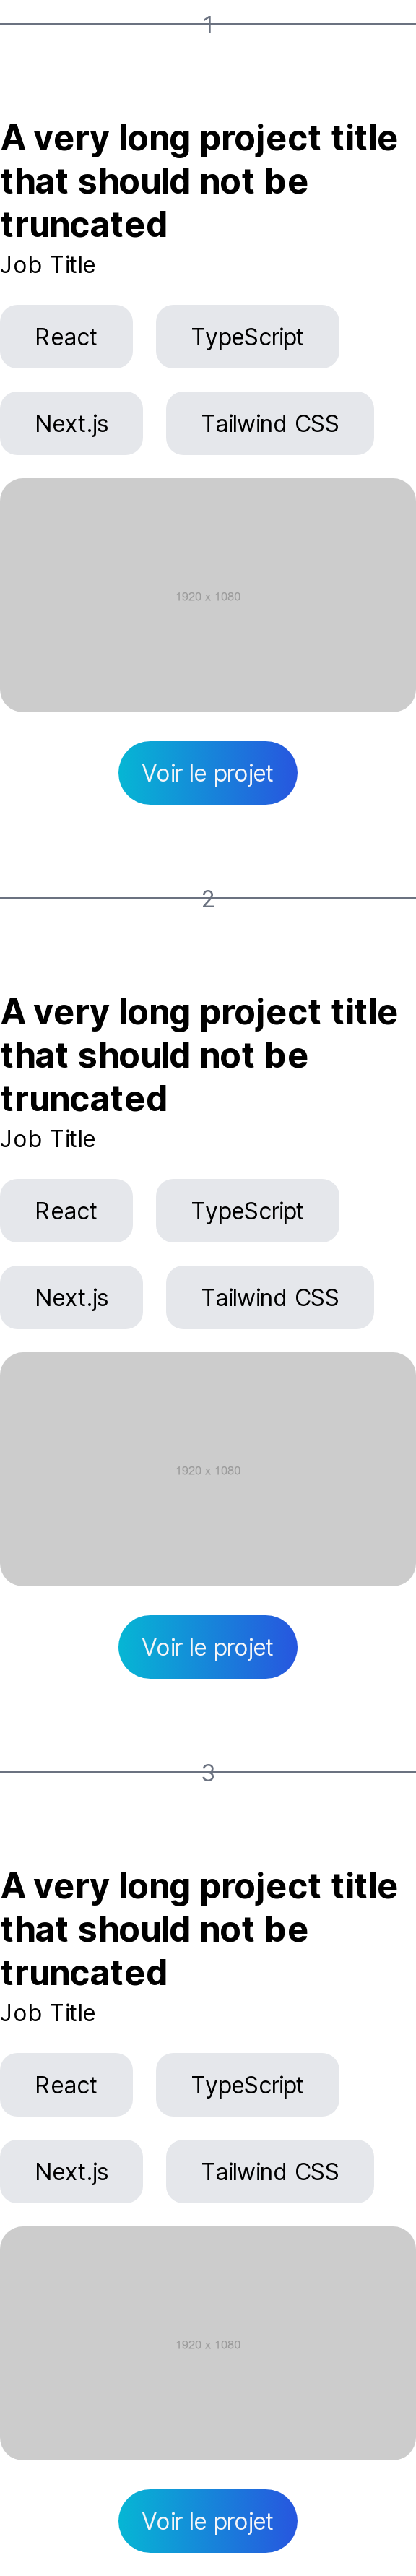 1
A very long project title
that should not be
truncated
Job Title
React TypeScript
Next.js Tailwind CSS
1920 x 1080
Voir le projet
2
A very long project title
that should not be
truncated
Job Title
React TypeScript
Next.js Tailwind CSS
1920 x 1080
Voir le projet
3
A very long project title
that should not be
truncated
Job Title
React TypeScript
Next.js Tailwind CSS
1920 x 1080
Voir le projet